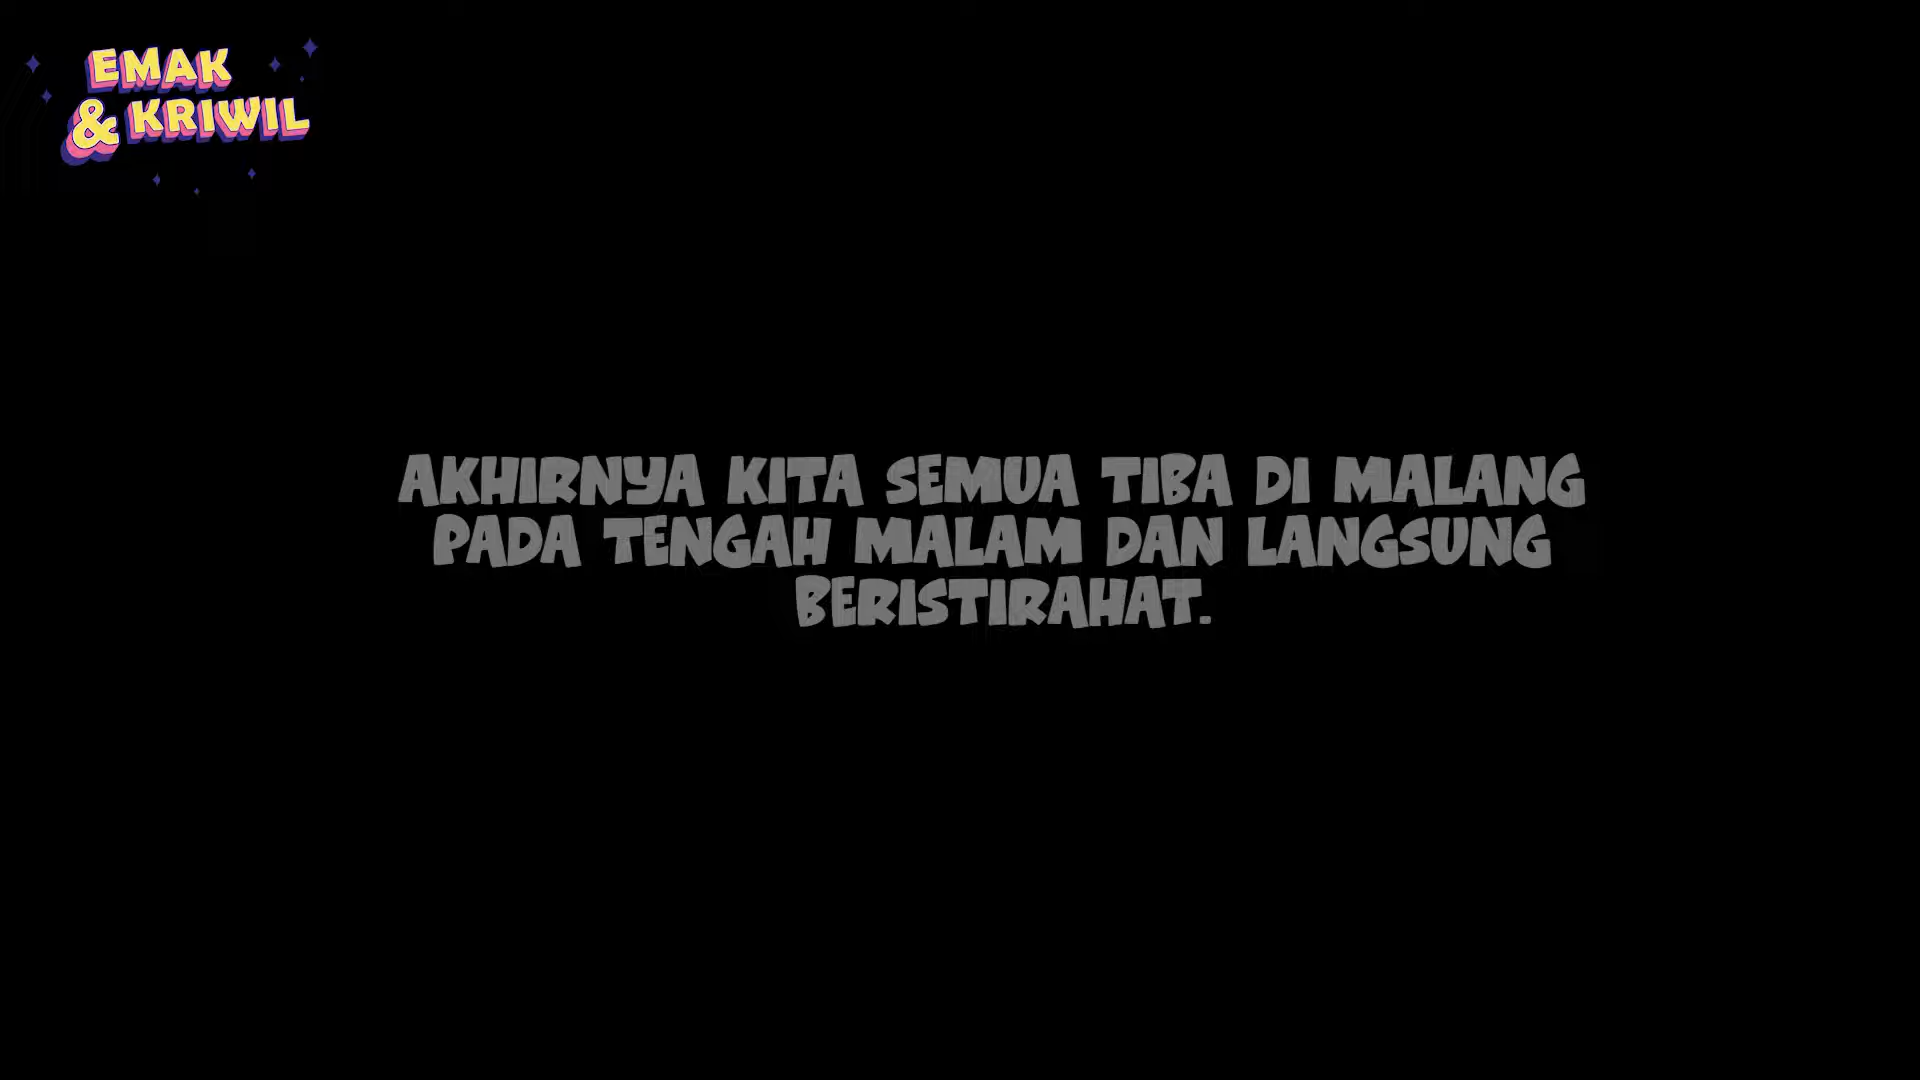 EMAK
& KRIWIL
AKHIRNYA KITA SEMUA TIBA DI MALANG
PADA TENGAH MALAM DAN LANGSUNG
BERISTIRAHAT.